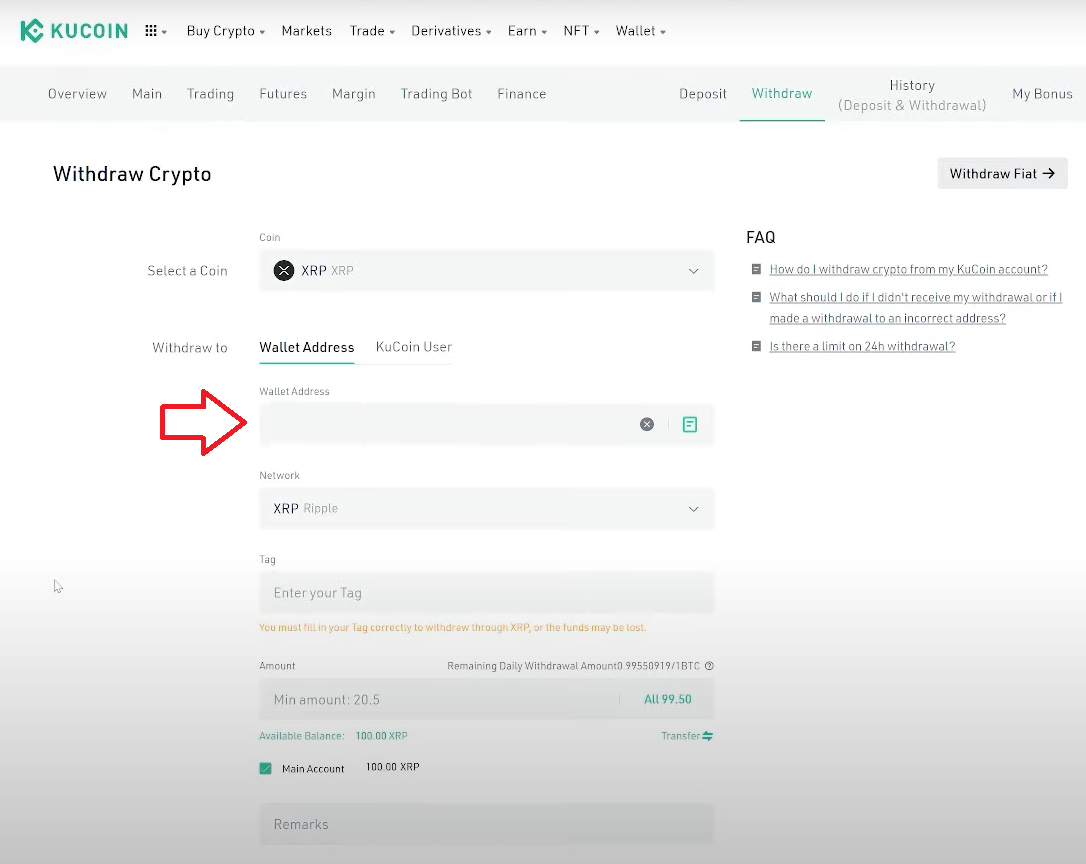 KUCOIN
Buy Crypto Markets Trade Derivatives Earn NFT Wallet
Overview Main Trading Futures Margin Trading Bot Finance Deposit Withdraw History
(Deposit & Withdrawal) My Bonus
Withdraw Crypto
Withdraw Fiat →
Coin
Select a Coin
XRP XRP
Withdraw to
Wallet Address KuCoin User
Wallet Address
Network
XRP Ripple
Tag
Enter your Tag
You must fill in your Tag correctly to withdraw through XRP, or the funds may be lost.
Amount Remaining Daily Withdrawal Amount0.99550919/1BTC
Min amount: 20.5 All 99.50
Available Balance: 100.00 XRP Transfer
Main Account 100.00 XRP
Remarks
FAQ
How do I withdraw crypto from my KuCoin account?
What should I do if I didn't receive my withdrawal or if I
made a withdrawal to an incorrect address?
Is there a limit on 24h withdrawal?